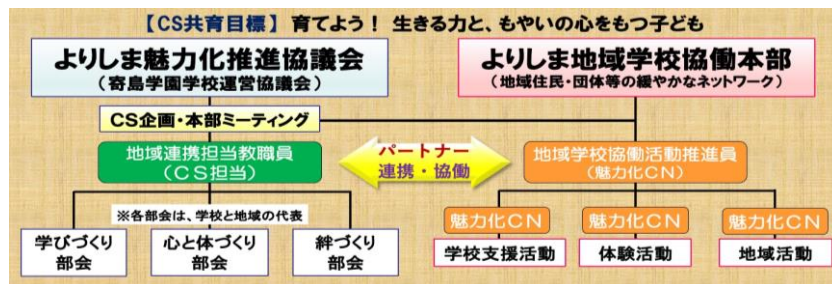 【CS共育目標】 育てよう！ 生きる力と、もやいの心をもつ子ども
よりしま魅力化推進協議会
（寄島学園学校運営協議会）
よりしま地域学校協働本部
（地域住民・団体等の緩やかなネットワーク）
CS企画・本部ミーティング
地域連携担当教職員
（CS担当）
パートナー
連携・協働
地域学校協働活動推進員
（魅力化CN）
※各部会は、学校と地域の代表
学びづくり
部会
心と体づくり
部会
絆づくり
部会
魅力化CN
学校支援活動
魅力化CN
体験活動
魅力化CN
地域活動